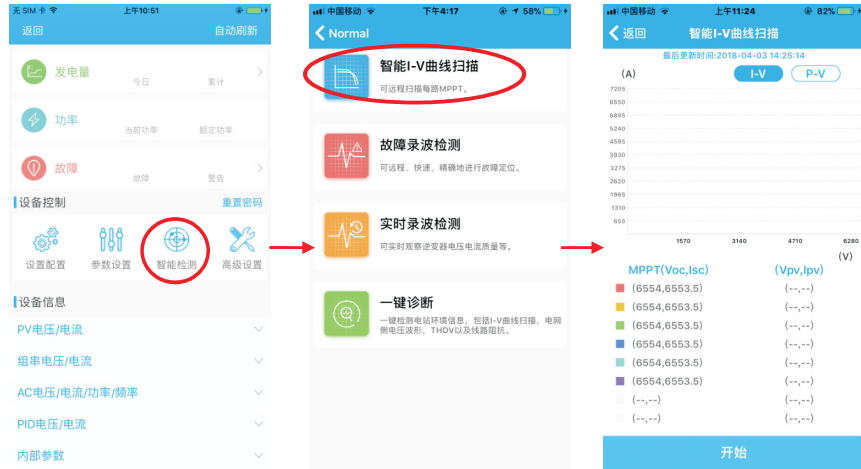 无 SIM 卡 上午10:51
返回 自动刷新
发电量 今日 累计
功率 当前功率 额定功率
故障 故障 警告
设备控制 重置密码
设置配置 参数设置 智能检测 高级设置
设备信息
PV电压/电流
组串电压/电流
AC电压/电流/功率/频率
PID电压/电流
内部参数
中国移动 下午4:17 58%
Normal
智能I-V曲线扫描
可远程扫描每路MPPT。
故障录波检测
可远程、快速、精确地进行故障定位。
实时录波检测
可实时观察逆变器电压电流质量等。
一键诊断
一键检测电站环境信息，包括I-V曲线扫描，电网
侧电压波形，THDV以及线路阻抗。
中国移动 上午11:24 82%
返回 智能I-V曲线扫描
最后更新时间:2018-04-03 14:25:14
(A) I-V P-V
7205
6550
5895
5240
4585
3930
3275
2620
1965
1310
655
1570 3140 4710 6280
(V)
MPPT(Voc,Isc) (Vpv,Ipv)
(6554,6553.5) (--,--)
(6554,6553.5) (--,--)
(6554,6553.5) (--,--)
(6554,6553.5) (--,--)
(6554,6553.5) (--,--)
(6554,6553.5) (--,--)
(--,--) (--,--)
(--,--) (--,--)
开始